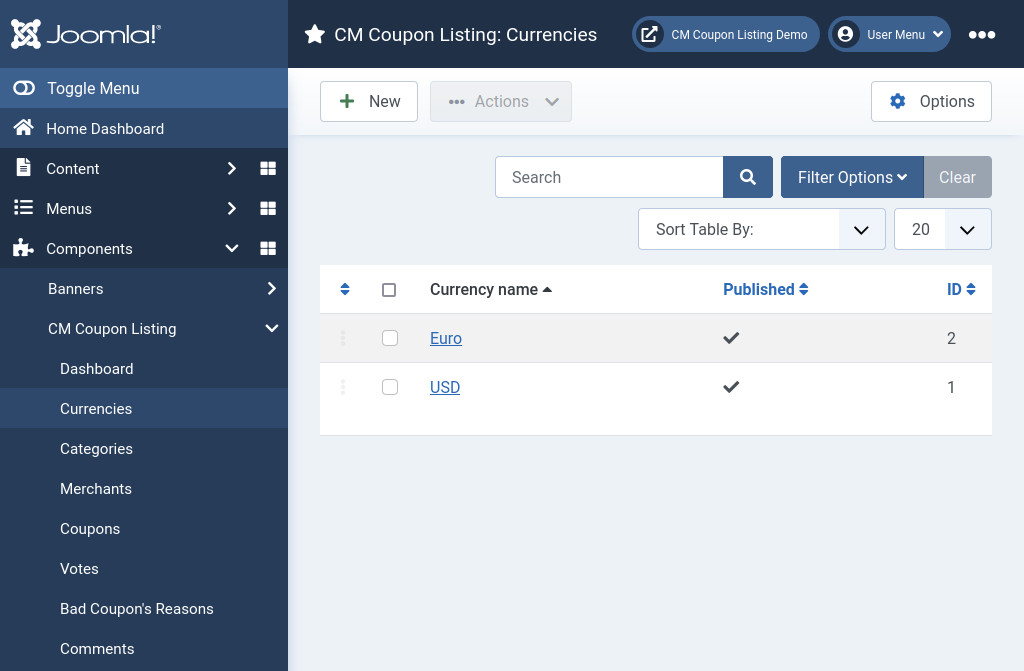 Joomla!®
CM Coupon Listing: Currencies
CM Coupon Listing Demo
User Menu
Toggle Menu
Home Dashboard
Content
Menus
Components
Banners
CM Coupon Listing
Dashboard
Currencies
Categories
Merchants
Coupons
Votes
Bad Coupon's Reasons
Comments
New
Actions
Options
Search
Filter Options
Clear
Sort Table By:
20
Currency name
Published
ID
Euro
2
USD
1